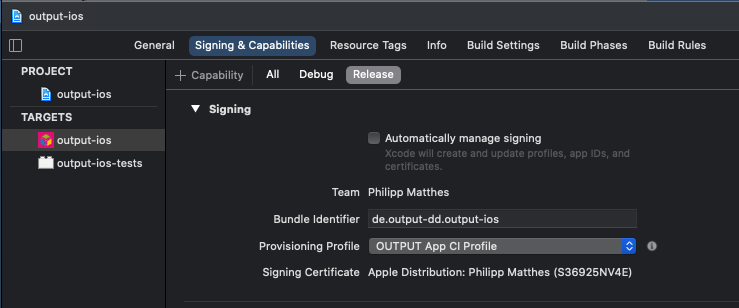 output-ios
General Signing & Capabilities Resource Tags Info Build Settings Build Phases Build Rules
PROJECT
output-ios
TARGETS
output-ios
output-ios-tests
+ Capability All Debug Release
Signing
Automatically manage signing
Xcode will create and update profiles, app IDs, and
certificates.
Team Philipp Matthes
Bundle Identifier de.output-dd.output-ios
Provisioning Profile OUTPUT App CI Profile
Signing Certificate Apple Distribution: Philipp Matthes (S36925NV4E)